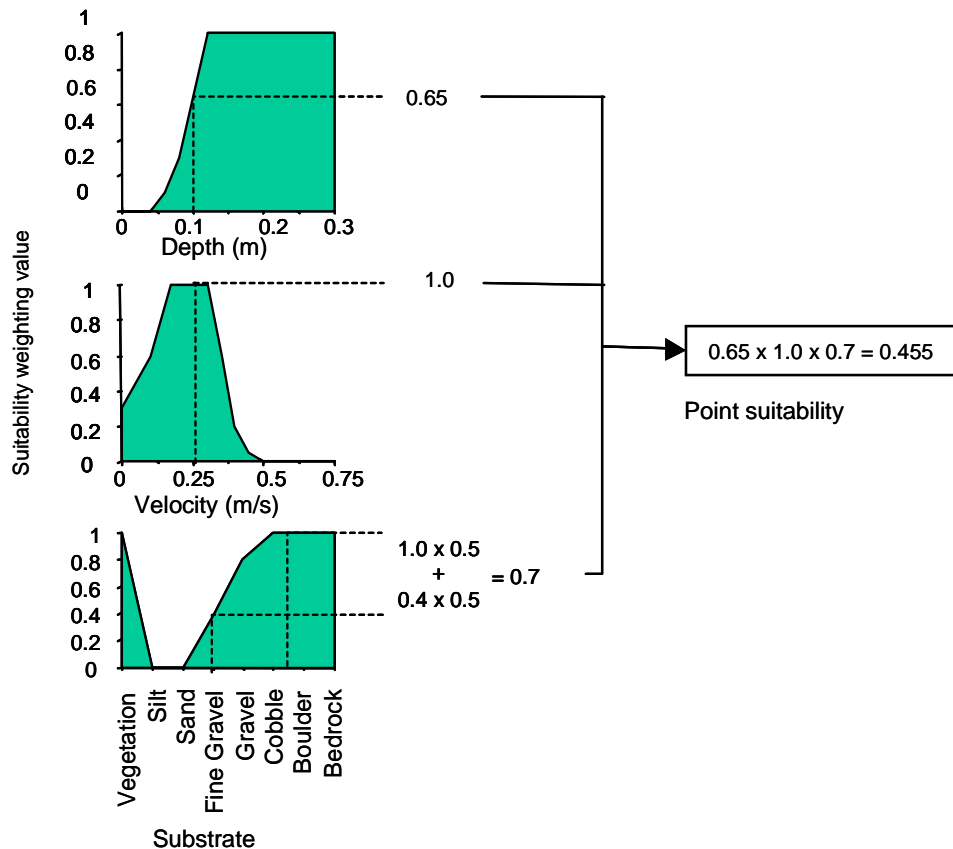 Suitability weighting value
1
0.8
0.6
0.4
0.2
0
0 0.1 0.2 0.3
Depth (m)
0.65
1
0.8
0.6
0.4
0.2
0
0 0.25 0.5 0.75
Velocity (m/s)
1.0
1
0.8
0.6
0.4
0.2
0
Vegetation
Silt
Sand
Fine Gravel
Gravel
Cobble
Boulder
Bedrock
Substrate
1.0 x 0.5
+
0.4 x 0.5
= 0.7
0.65 x 1.0 x 0.7 = 0.455
Point suitability